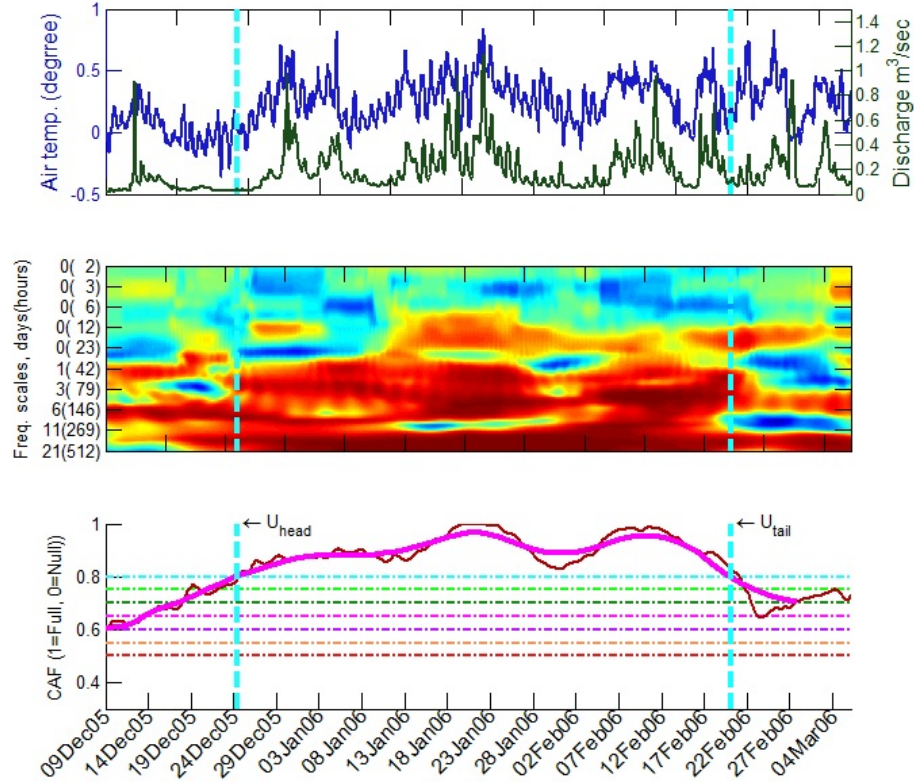 1
0.5
0
-0.5
Air temp. (degrree)
1.4
1.2
1
0.8
0.6
0.4
0.2
0
Discharge m³/sec
Freq. scales, days(hours)
0( 2)
0( 3)
0( 6)
0( 12)
0( 23)
1( 42)
3( 79)
6(146)
11(269)
21(512)
← U_head
← U_tail
CAF (1=Full, 0=Null))
1
0.8
0.6
0.4
09Dec05
14Dec05
19Dec05
24Dec05
29Dec05
03Jan06
08Jan06
13Jan06
18Jan06
23Jan06
28Jan06
02Feb06
07Feb06
12Feb06
17Feb06
22Feb06
27Feb06
04Mar06